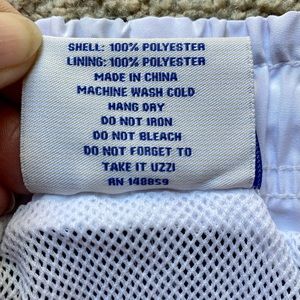 SHELL: 100% POLYESTER
LINING: 100% POLYESTER
MADE IN CHINA
MACHINE WASH COLD
HANG DRY
DO NOT IRON
DO NOT BLEACH
DO NOT FORGET TO
TAKE IT UZZI
RN 148859